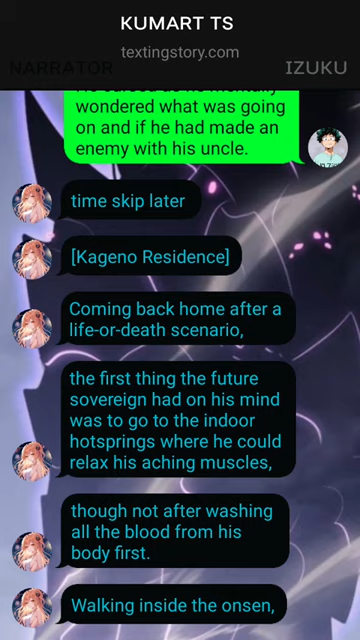 KUMART TS
textingstory.com
NARRATOR
IZUKU
wondered what was going
on and if he had made an
enemy with his uncle.
time skip later
[Kageno Residence]
Coming back home after a
life-or-death scenario,
the first thing the future
sovereign had on his mind
was to go to the indoor
hotsprings where he could
relax his aching muscles,
though not after washing
all the blood from his
body first.
Walking inside the onsen,